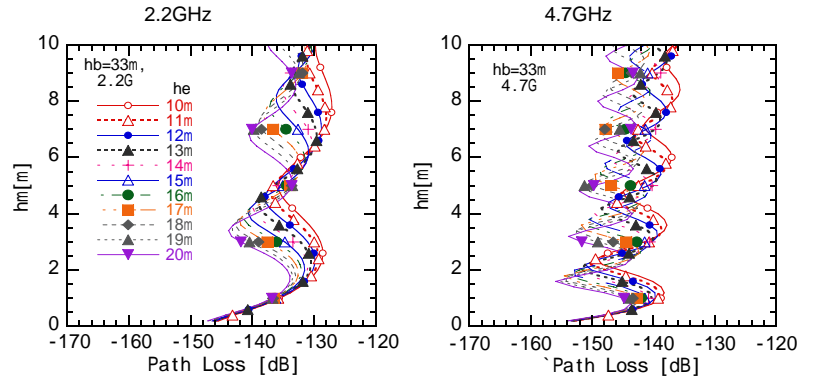 2.2GHz
4.7GHz
10
8
6
4
2
0
hm[m]
hb=33m,
2.2G
he
10m
11m
12m
13m
14m
15m
16m
17m
18m
19m
20m
-170
-160
-150
-140
-130
-120
Path Loss [dB]
10
8
6
4
2
0
hm[m]
hb=33m
4.7G
-170
-160
-150
-140
-130
-120
`Path Loss [dB]